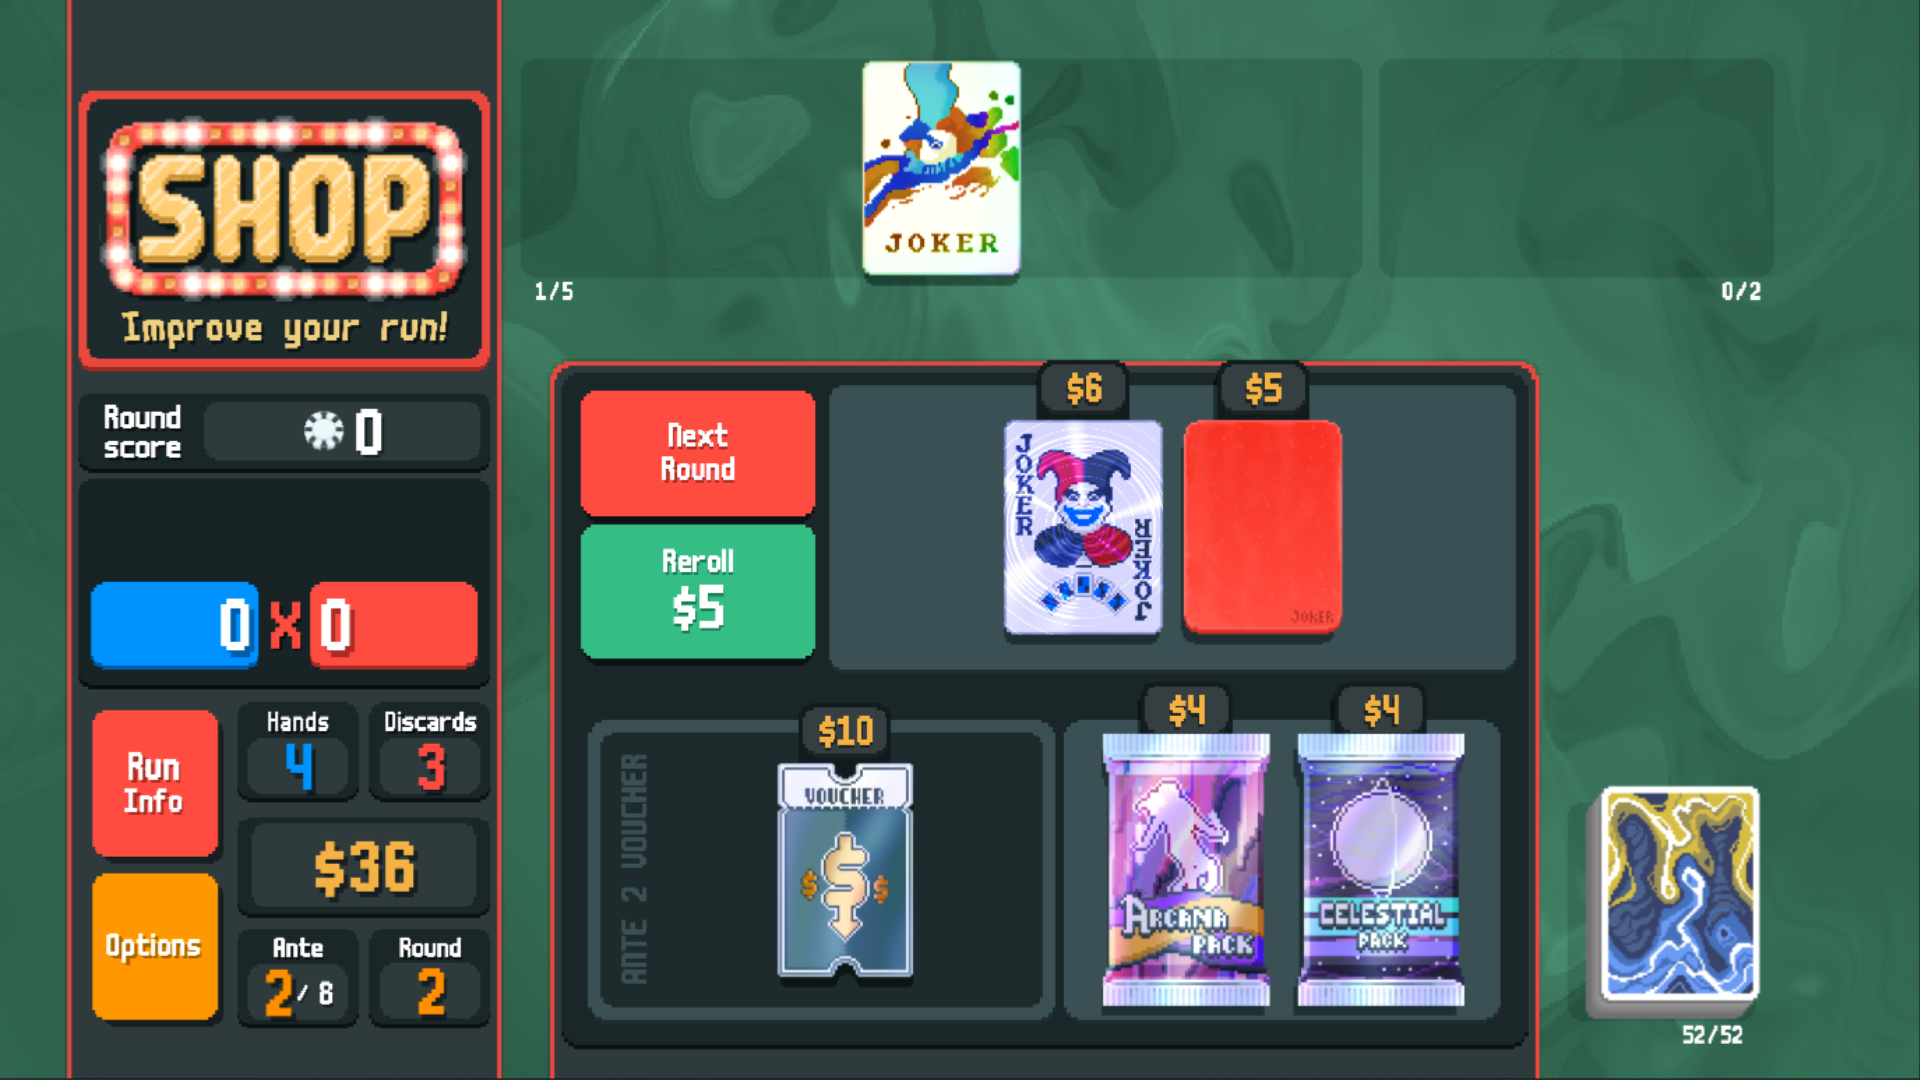 SHOP
Improve your run!
Round
score
0
0 X 0
Run
Info
Hands
4
Discards
3
$36
Options
Ante
2/8
Round
2
JOKER
1/5
0/2
Next
Round
Reroll
$5
$6
JOKER
JOKER
$5
JOKER
ANTE 2 VOUCHER
$10
VOUCHER
$ $ $
$4
ARCANA
PACK
$4
CELESTIAL
PACK
52/52